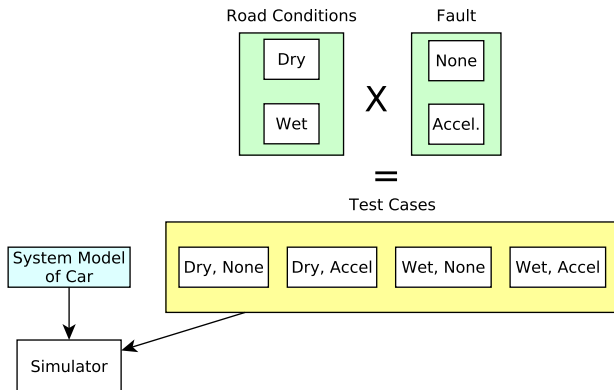 Road Conditions
Fault
Dry
None
X
Wet
Accel.
=
Test Cases
System Model
of Car
Dry, None
Dry, Accel
Wet, None
Wet, Accel
Simulator